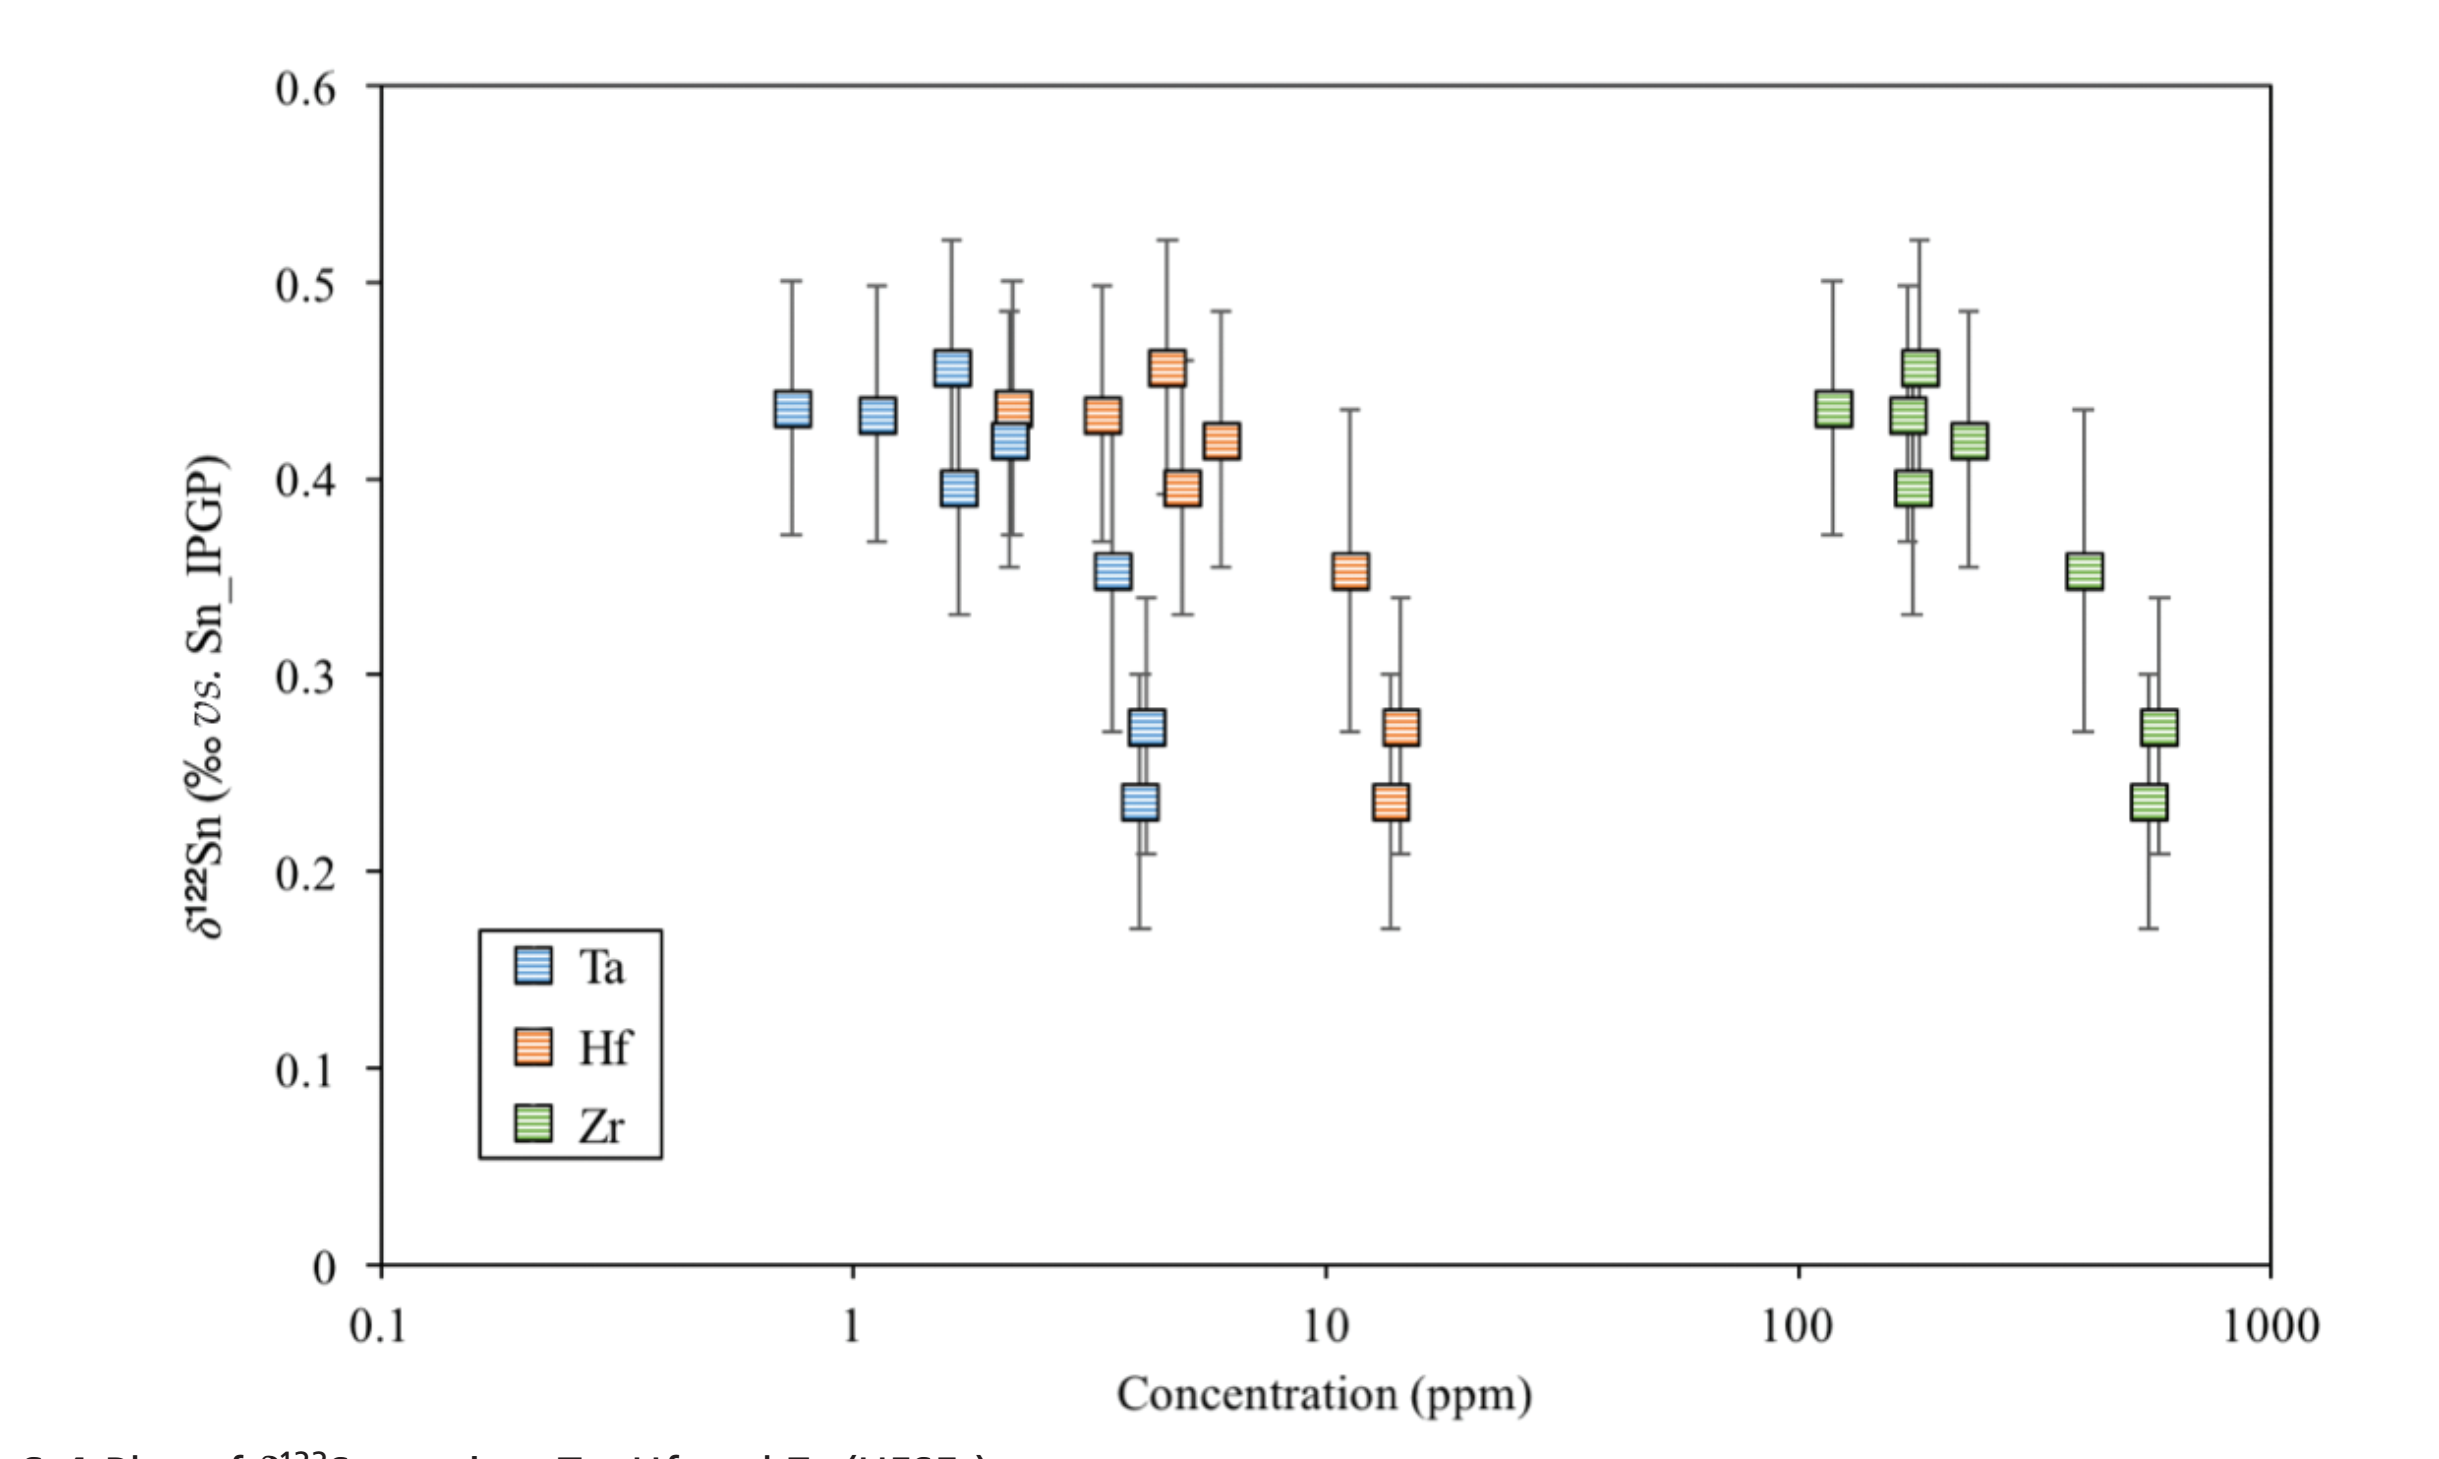 0.6
0.5
0.4
0.3
0.2
0.1
0
δ¹²²Sn (‰ vs. Sn_IPGP)
Ta
Hf
Zr
0.1 1 10 100 1000
Concentration (ppm)